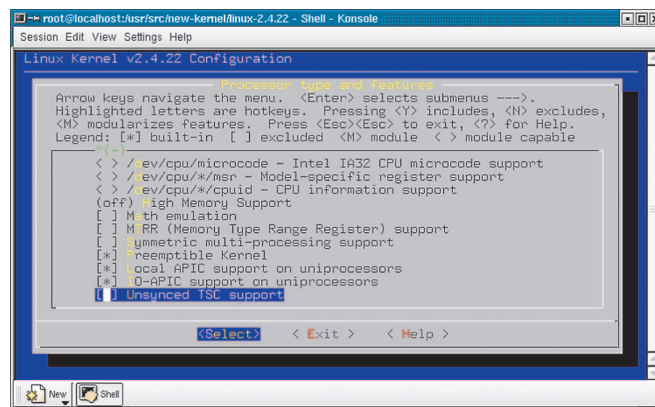 root@localhost:/usr/src/new-kernel/linux-2.4.22 - Shell - Konsole
Session Edit View Settings Help
Linux Kernel v2.4.22 Configuration
Processor type and features
Arrow keys navigate the menu. <Enter> selects submenus --->.
Highlighted letters are hotkeys. Pressing <Y> includes, <N> excludes,
<M> modularizes features. Press <Esc><Esc> to exit, <?> for Help.
Legend: [*] built-in [ ] excluded <M> module < > module capable
^(-)
< > /dev/cpu/microcode - Intel IA32 CPU microcode support
< > /dev/cpu/*/msr - Model-specific register support
< > /dev/cpu/*/cpuid - CPU information support
(off) High Memory Support
[ ] Math emulation
[ ] MTRR (Memory Type Range Register) support
[ ] Symmetric multi-processing support
[*] Preemptible Kernel
[*] Local APIC support on uniprocessors
[*] IO-APIC support on uniprocessors
[ ] Unsynced TSC support
<Select> < Exit > < Help >
New Shell